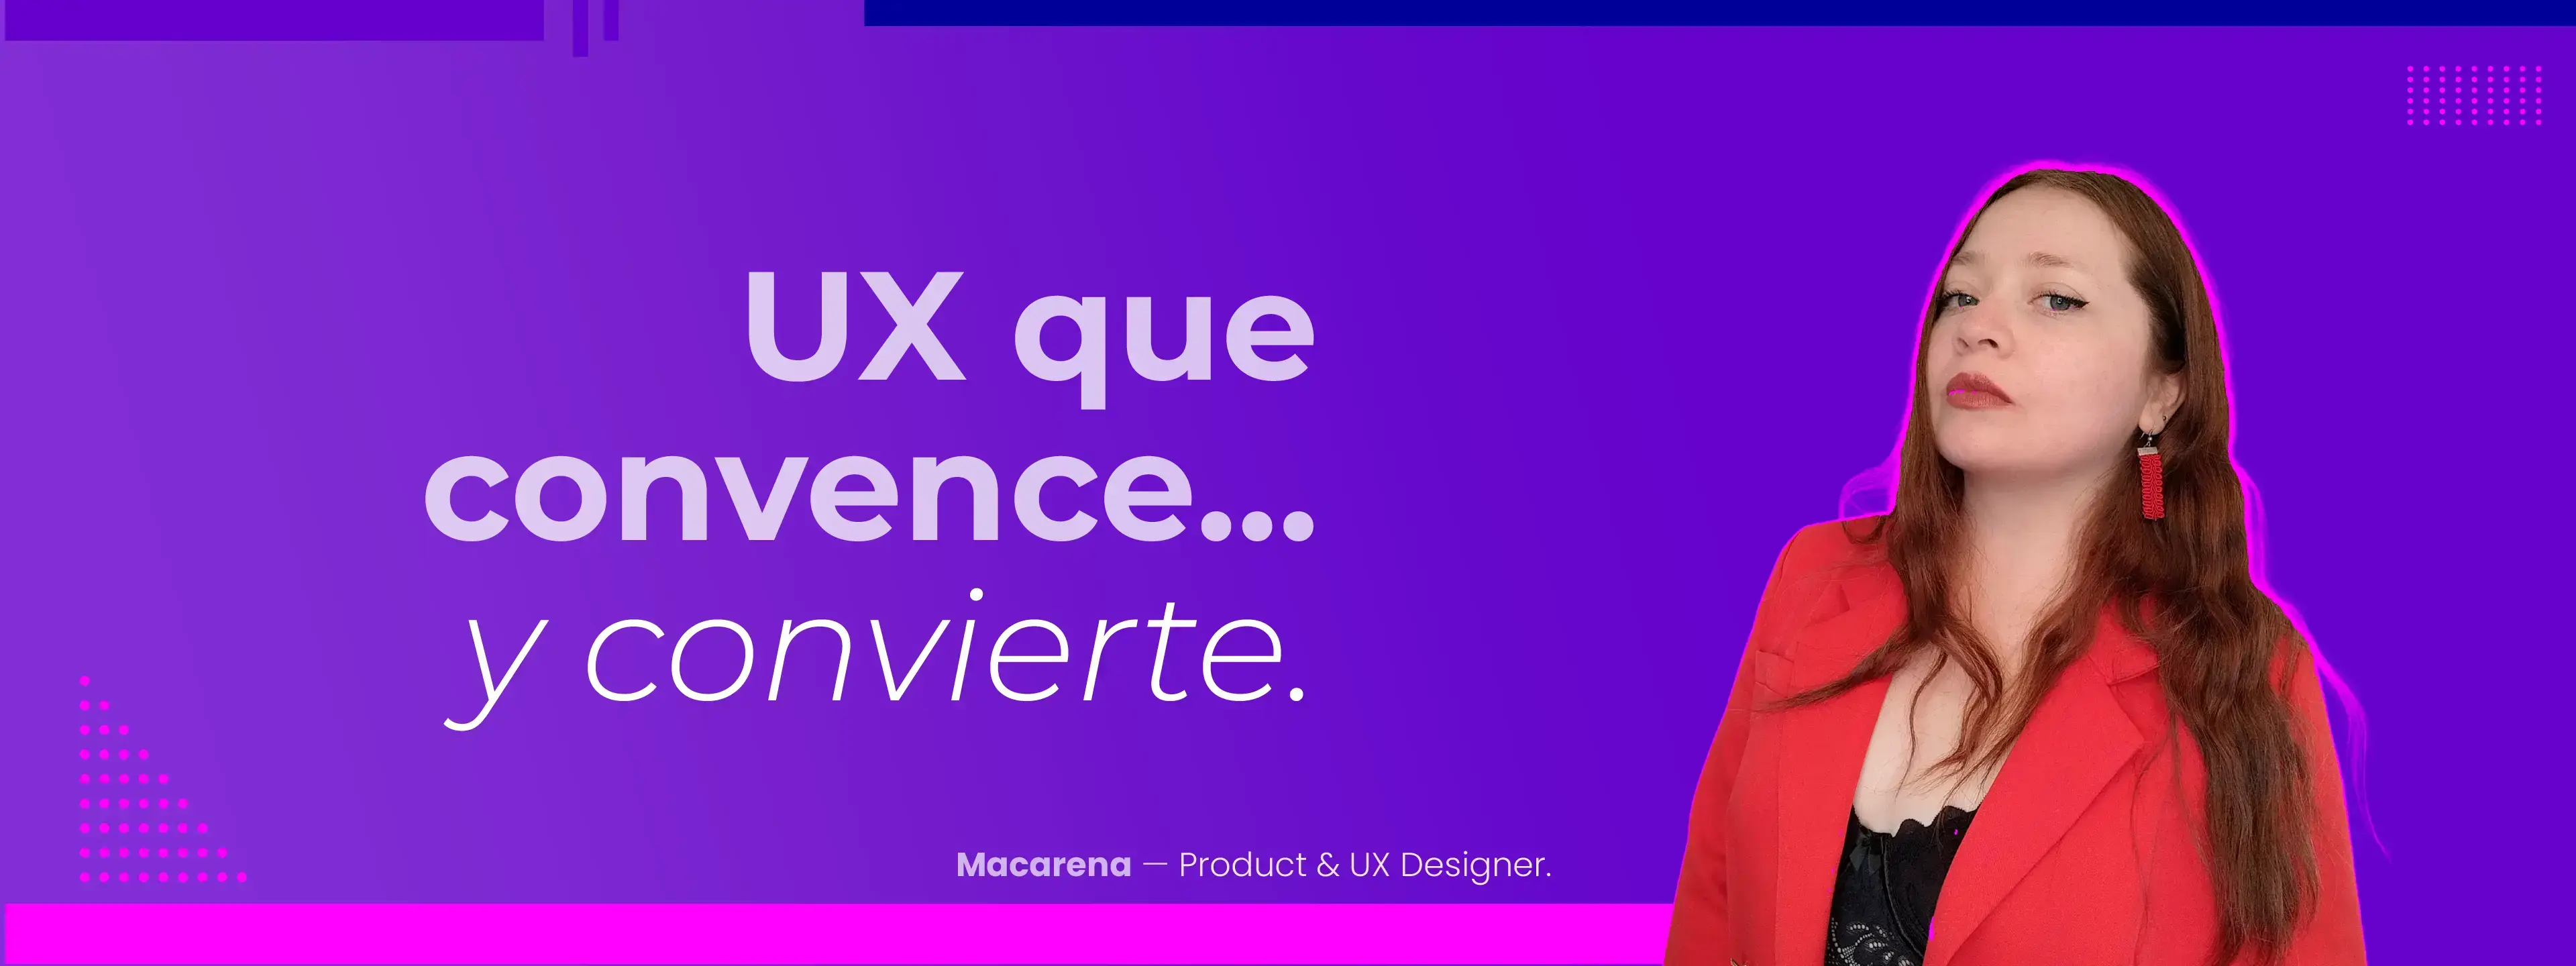 UX que
convence...
y convierte.
Macarena — Product & UX Designer.